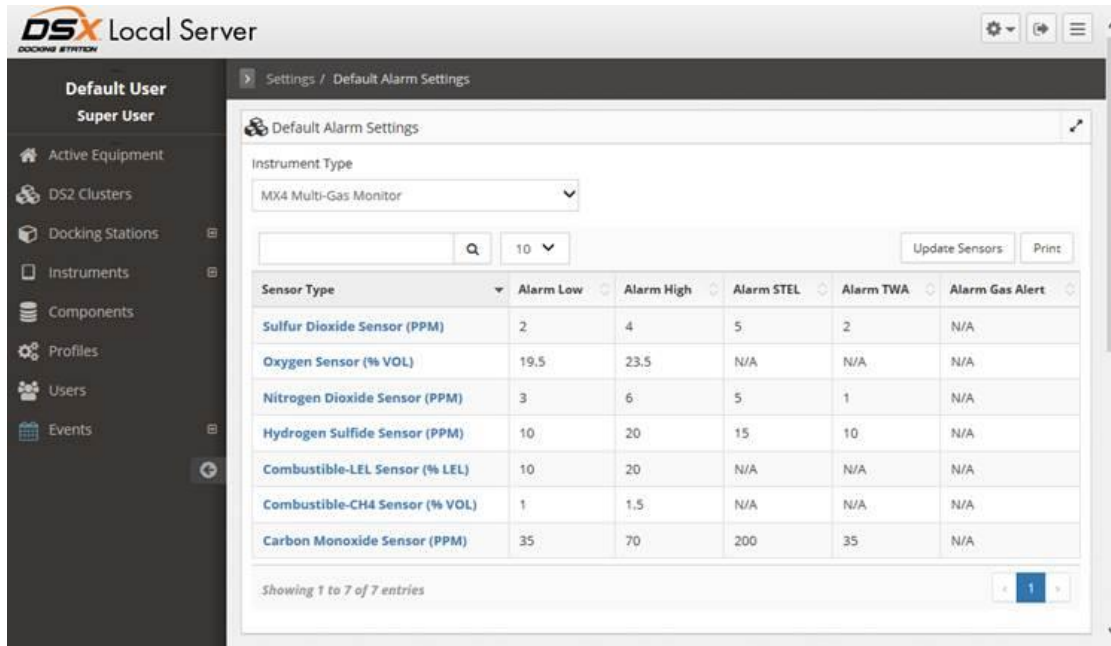 DSX Local Server
DOCKING STATION
Default User
Super User
Active Equipment
DS2 Clusters
Docking Stations
Instruments
Components
Profiles
Users
Events
Settings / Default Alarm Settings
Default Alarm Settings
Instrument Type
MX4 Multi-Gas Monitor
10 Update Sensors Print
Sensor Type Alarm Low Alarm High Alarm STEL Alarm TWA Alarm Gas Alert
Sulfur Dioxide Sensor (PPM) 2 4 5 2 N/A
Oxygen Sensor (% VOL) 19.5 23.5 N/A N/A N/A
Nitrogen Dioxide Sensor (PPM) 3 6 5 1 N/A
Hydrogen Sulfide Sensor (PPM) 10 20 15 10 N/A
Combustible-LEL Sensor (% LEL) 10 20 N/A N/A N/A
Combustible-CH4 Sensor (% VOL) 1 1.5 N/A N/A N/A
Carbon Monoxide Sensor (PPM) 35 70 200 35 N/A
Showing 1 to 7 of 7 entries 1